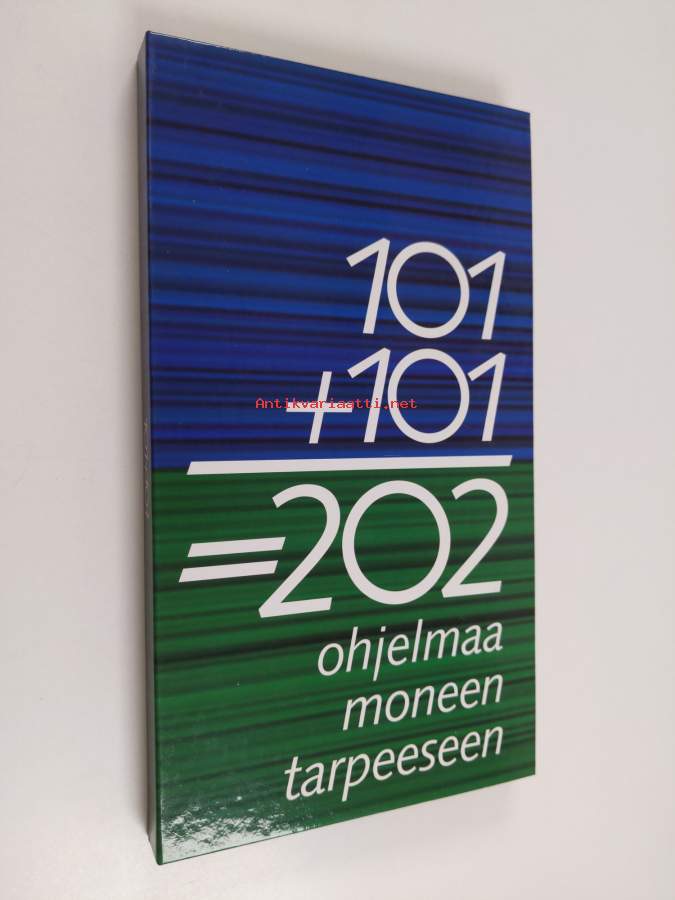 101
+101
=202
ohjelmaa
moneen
tarpeeseen
Antikvariaatti.net